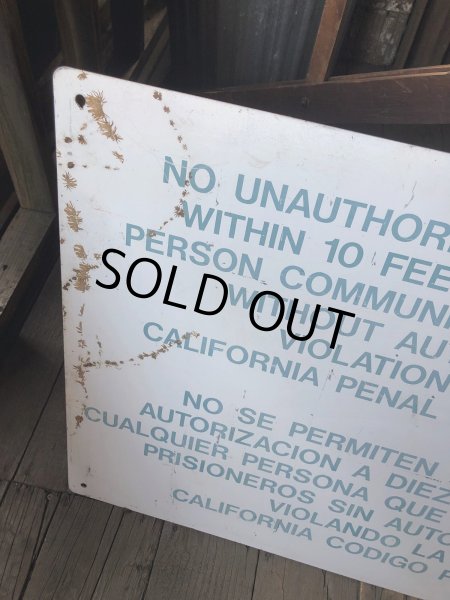 NO UNAUTHOR
WITHIN 10 FEE
PERSON COMMUNI
WITHOUT AU
VIOLATION
CALIFORNIA PENAL
SOLD OUT
NO SE PERMITEN
AUTORIZACION A DIEZ
CUALQUIER PERSONA QUE
PRISIONEROS SIN AUTO
VIOLANDO LA
CALIFORNIA CODIGO P